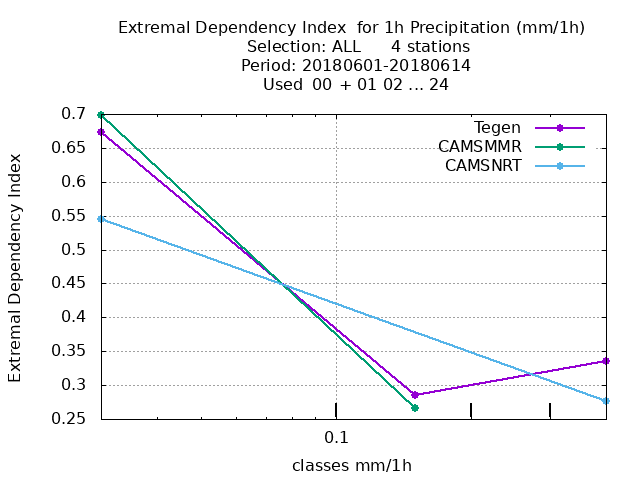 Extremal Dependency Index  for 1h Precipitation (mm/1h)
Selection: ALL      4 stations
Period: 20180601-20180614
Used  00 + 01 02 ... 24
Tegen
CAMSMMR
CAMSNRT
0.7
0.65
0.6
0.55
0.5
0.45
0.4
0.35
0.3
0.25
Extremal Dependency Index
0.1
classes mm/1h